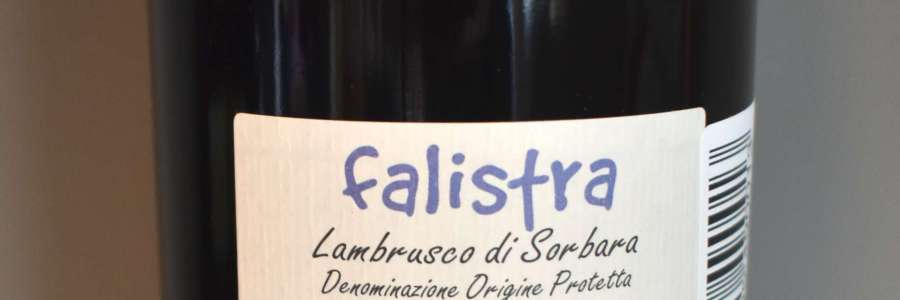 falistra
Lambrusco di Sorbara
Denominazione Origine Protetta